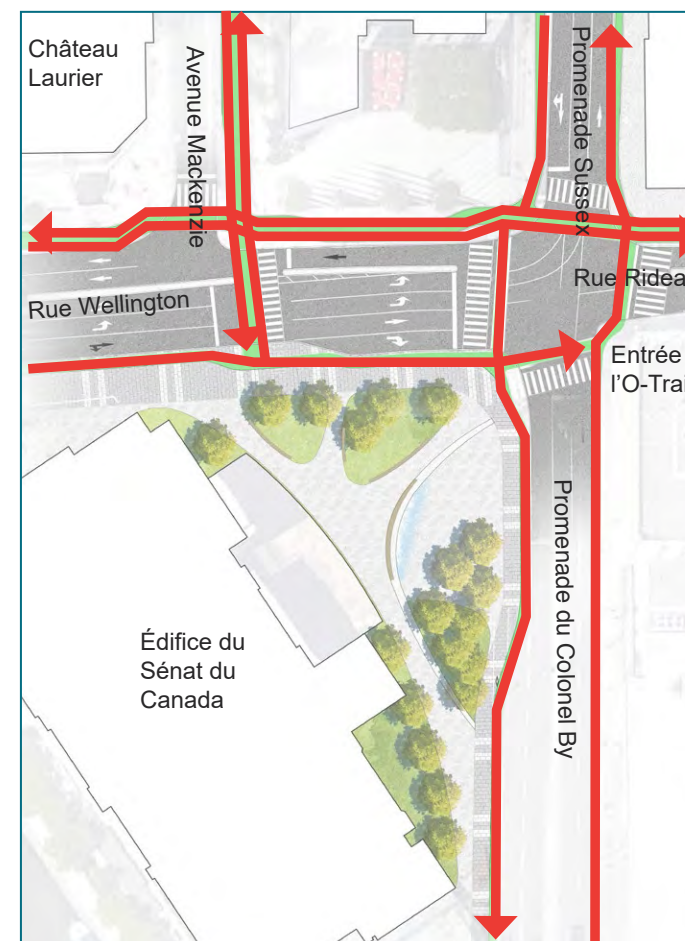 Château
Laurier
Avenue Mackenzie
Promenade Sussex
Rue Wellington
Rue Ridea
Entrée
l’O-Trai
Promenade du Colonel By
Édifice du
Sénat du
Canada